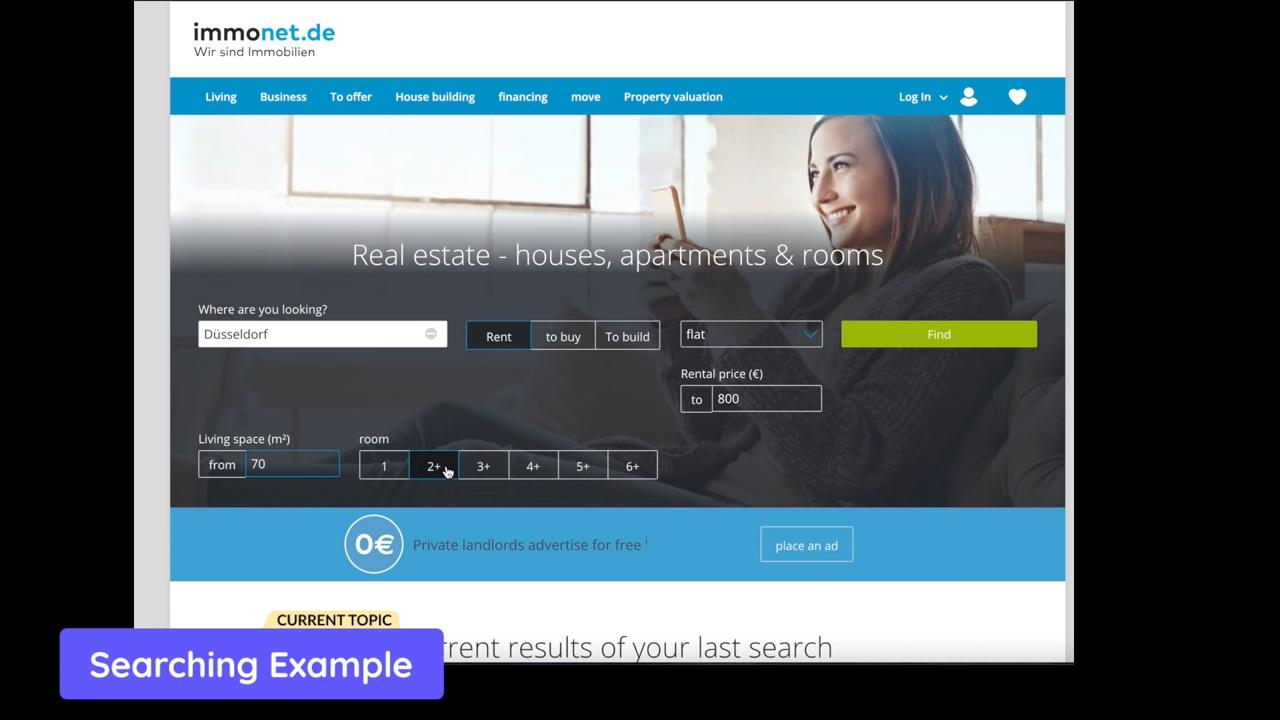 immonet.de
Wir sind Immobilien
Living Business To offer House building financing move Property valuation Log In
Real estate - houses, apartments & rooms
Where are you looking?
Düsseldorf Rent to buy To build flat Find
Rental price (€)
to 800
Living space (m²) room
from 70 1 2+ 3+ 4+ 5+ 6+
0€ Private landlords advertise for free i place an ad
CURRENT TOPIC
rrent results of your last search
Searching Example